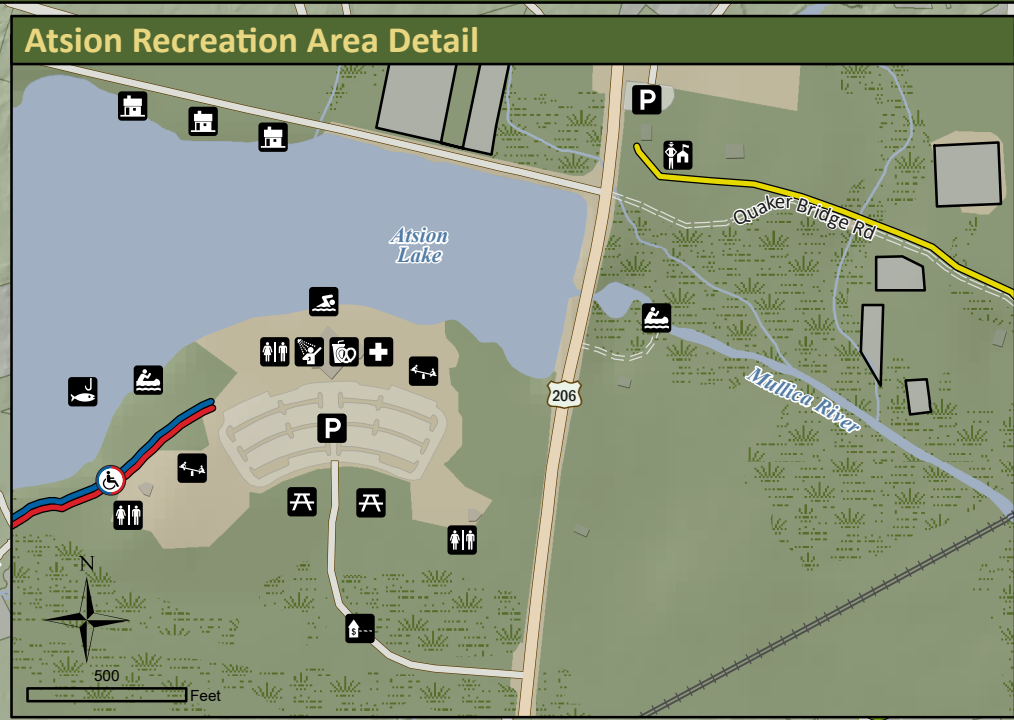 Atsion Recreation Area Detail
P
Quaker Bridge Rd
Atsion
Lake
206
Mullica River
P
$
N
500
Feet